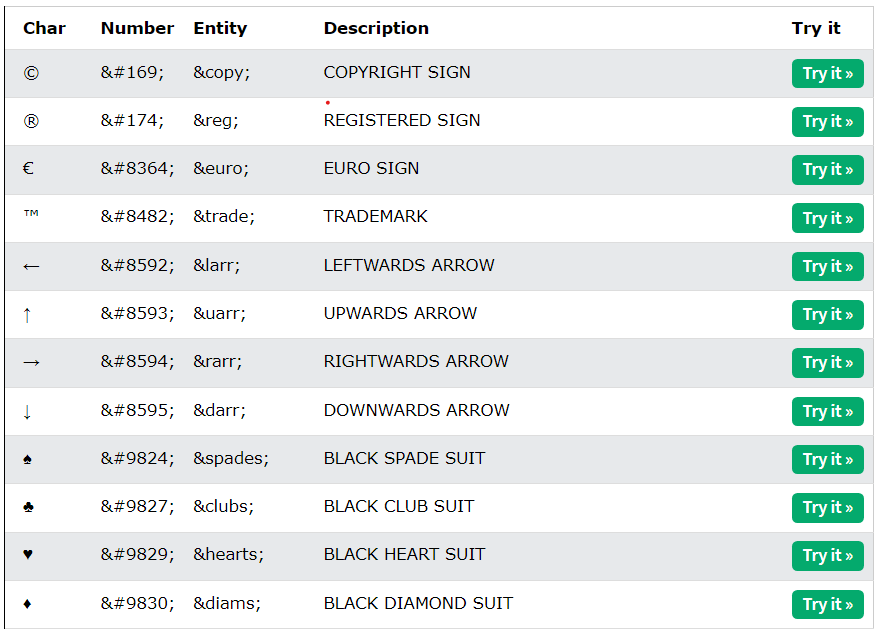 Char Number Entity Description Try it
© &#169; &copy; COPYRIGHT SIGN Try it »
® &#174; &reg; REGISTERED SIGN Try it »
€ &#8364; &euro; EURO SIGN Try it »
™ &#8482; &trade; TRADEMARK Try it »
← &#8592; &larr; LEFTWARDS ARROW Try it »
↑ &#8593; &uarr; UPWARDS ARROW Try it »
→ &#8594; &rarr; RIGHTWARDS ARROW Try it »
↓ &#8595; &darr; DOWNWARDS ARROW Try it »
♠ &#9824; &spades; BLACK SPADE SUIT Try it »
♣ &#9827; &clubs; BLACK CLUB SUIT Try it »
♥ &#9829; &hearts; BLACK HEART SUIT Try it »
♦ &#9830; &diams; BLACK DIAMOND SUIT Try it »